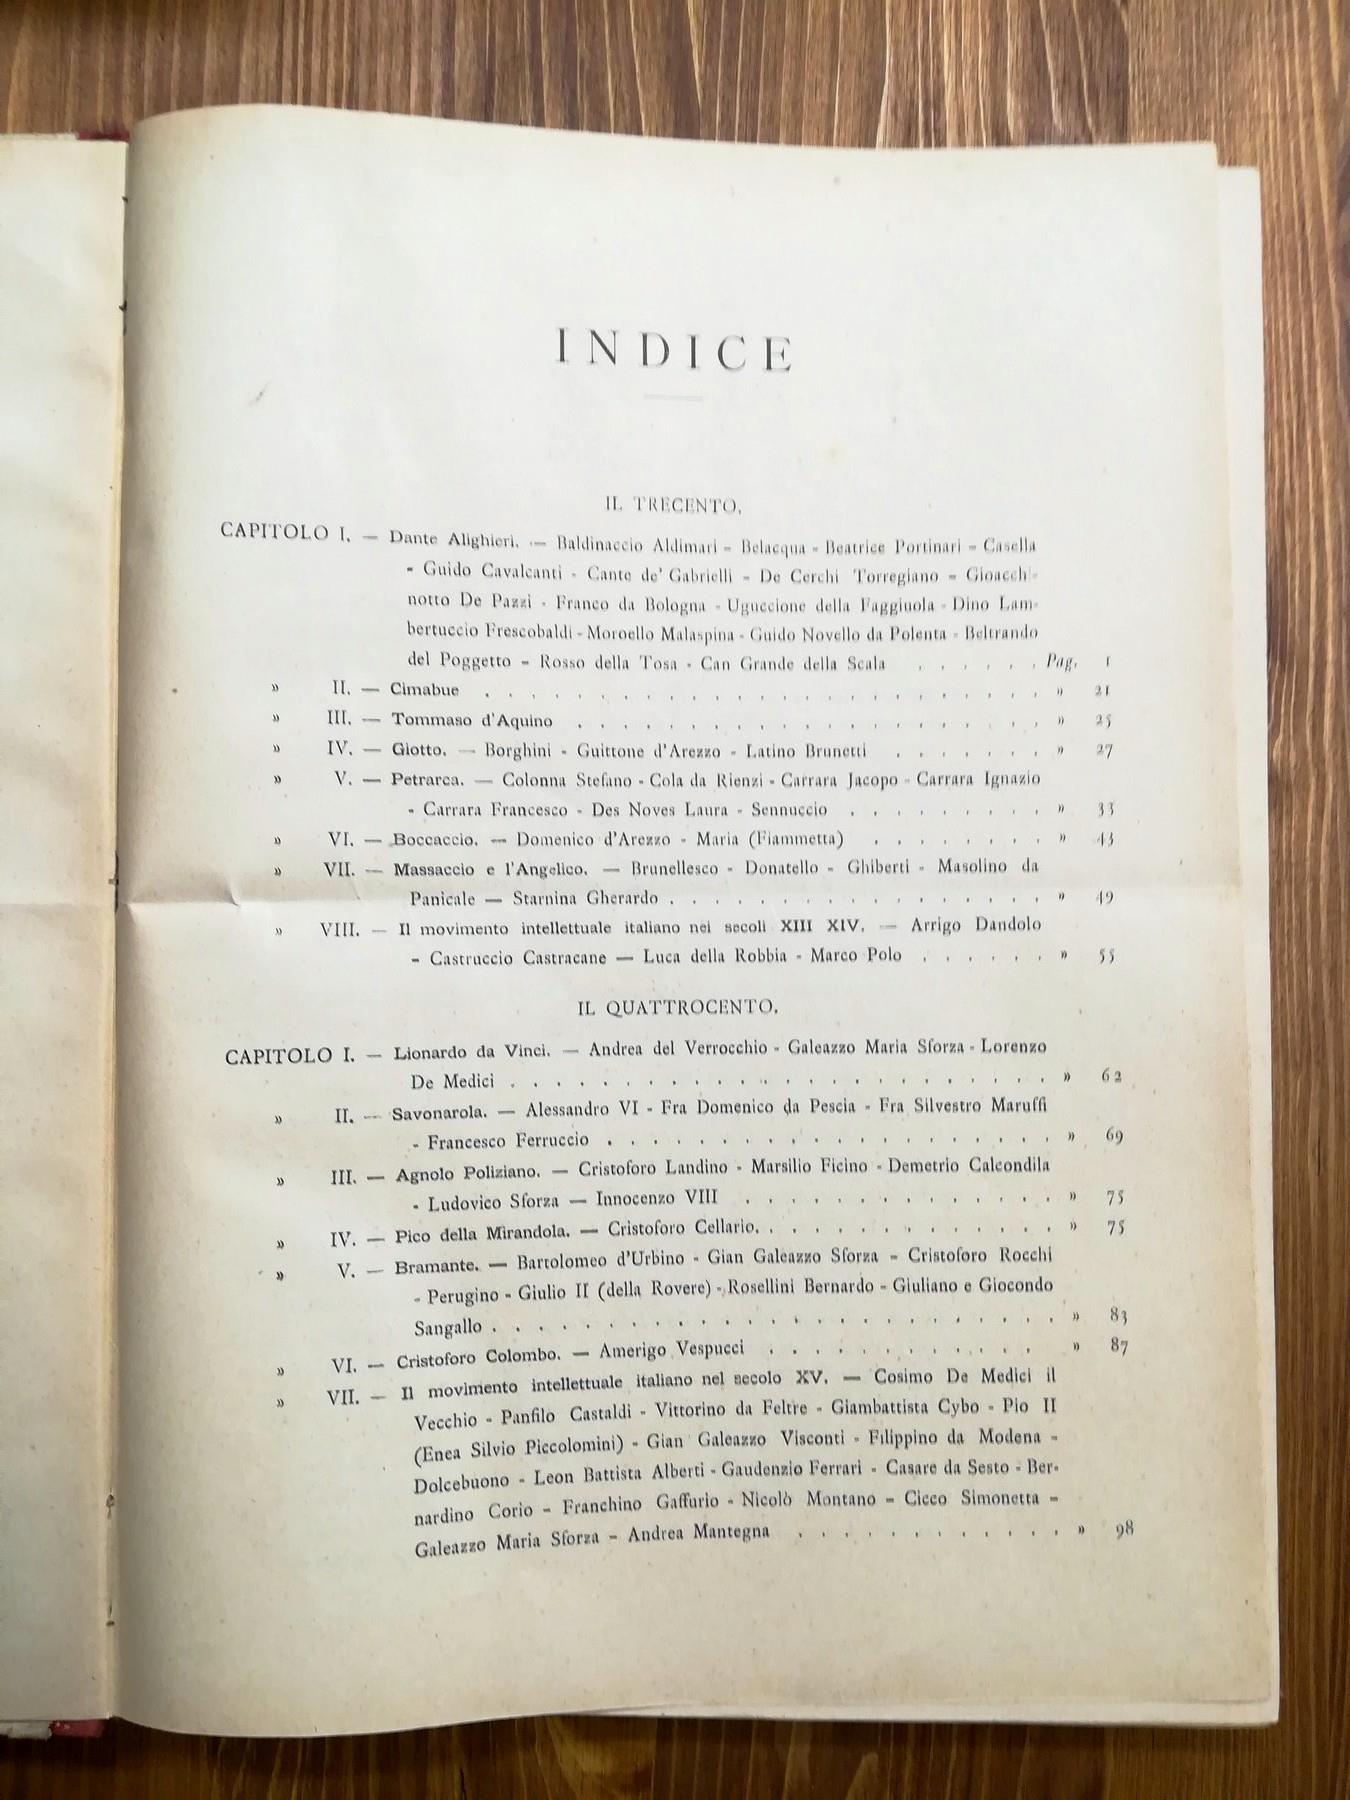 INDICE
IL TRECENTO.
CAPITOLO I. — Dante Alighieri. — Baldinaccio Aldimari - Belacqua - Beatrice Portinari - Casella
- Guido Cavalcanti - Cante de' Gabrielli - De Cerchi Torregiano - Gioacchi-
notto De Pazzi - Franco da Bologna - Uguccione della Faggiuola - Dino Lam-
bertuccio Frescobaldi - Moroello Malaspina - Guido Novello da Polenta - Beltrando
del Poggetto - Rosso della Tosa - Can Grande della Scala . . . . . . Pag. 1
» II. — Cimabue . . . . . . . . . . . . . . . . . . . . . . . . . » 21
» III. — Tommaso d'Aquino . . . . . . . . . . . . . . . . . . . . . » 25
» IV. — Giotto. — Borghini - Guittone d'Arezzo - Latino Brunetti . . . . . . . » 27
» V. — Petrarca. — Colonna Stefano - Cola da Rienzi - Carrara Jacopo - Carrara Ignazio
- Carrara Francesco - Des Noves Laura - Sennuccio . . . . . . . . . » 33
» VI. — Boccaccio. — Domenico d'Arezzo - Maria (Fiammetta) . . . . . . . . » 43
» VII. — Massaccio e l'Angelico. — Brunellesco - Donatello - Ghiberti - Masolino da
Panicale — Starnina Gherardo . . . . . . . . . . . . . . . . . » 49
» VIII. — Il movimento intellettuale italiano nei secoli XIII XIV. — Arrigo Dandolo
- Castruccio Castracane — Luca della Robbia - Marco Polo . . . . . . » 55
IL QUATTROCENTO.
CAPITOLO I. — Lionardo da Vinci. — Andrea del Verrocchio - Galeazzo Maria Sforza - Lorenzo
De Medici . . . . . . . . . . . . . . . . . . . . . . . . » 62
» II. — Savonarola. — Alessandro VI - Fra Domenico da Pescia - Fra Silvestro Maruffi
- Francesco Ferruccio . . . . . . . . . . . . . . . . . . . . » 69
» III. — Agnolo Poliziano. — Cristoforo Landino - Marsilio Ficino - Demetrio Calcondila
- Ludovico Sforza — Innocenzo VIII . . . . . . . . . . . . . . » 75
» IV. — Pico della Mirandola. — Cristoforo Cellario. . . . . . . . . . . . . . » 75
» V. — Bramante. — Bartolomeo d'Urbino - Gian Galeazzo Sforza - Cristoforo Rocchi
- Perugino - Giulio II (della Rovere) - Rosellini Bernardo - Giuliano e Giocondo
Sangallo . . . . . . . . . . . . . . . . . . . . . . . . . » 83
» VI. — Cristoforo Colombo. — Amerigo Vespucci . . . . . . . . . . . . » 87
» VII. — Il movimento intellettuale italiano nel secolo XV. — Cosimo De Medici il
Vecchio - Panfilo Castaldi - Vittorino da Feltre - Giambattista Cybo - Pio II
(Enea Silvio Piccolomini) - Gian Galeazzo Visconti - Filippino da Modena -
Dolcebuono - Leon Battista Alberti - Gaudenzio Ferrari - Casare da Sesto - Ber-
nardino Corio - Franchino Gaffurio - Nicolò Montano - Cicco Simonetta -
Galeazzo Maria Sforza - Andrea Mantegna . . . . . . . . . . . . » 98